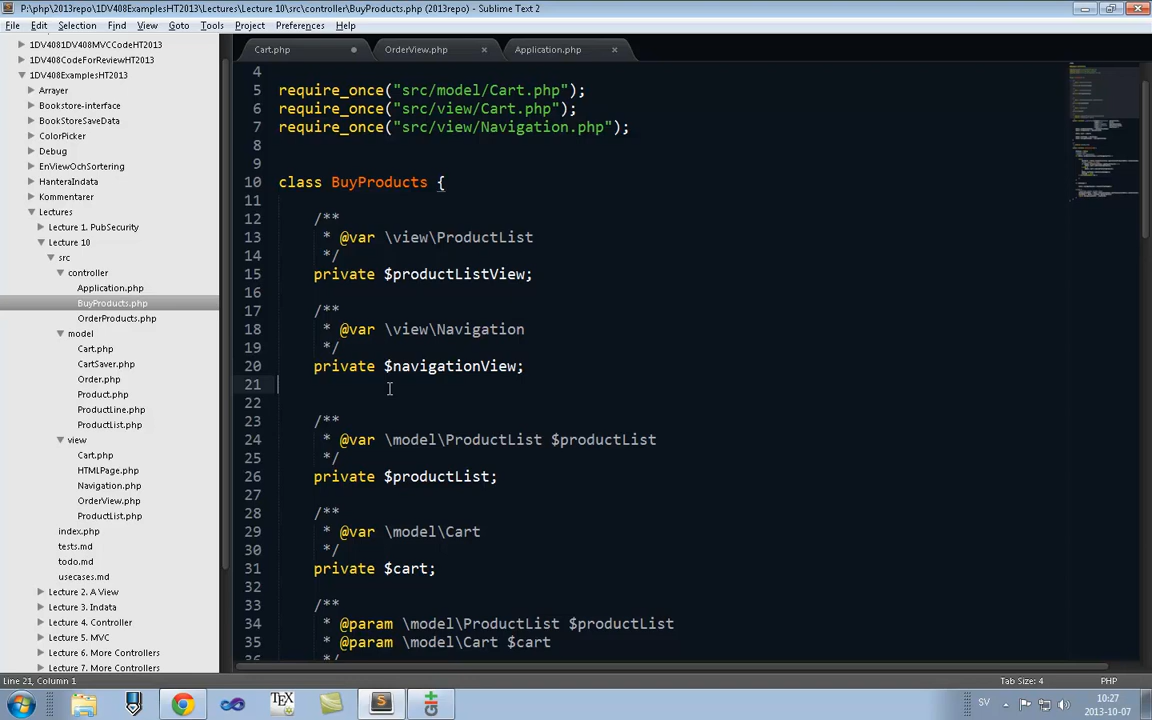 P:\php\2013repo\1DV408ExamplesHT2013\Lectures\Lecture 10\src\controller\BuyProducts.php (2013repo) - Sublime Text 2
File Edit Selection Find View Goto Tools Project Preferences Help
1DV4081DV408MVCCodeHT2013
1DV408CodeForReviewHT2013
1DV408ExamplesHT2013
Arrayer
Bookstore-interface
BookStoreSaveData
ColorPicker
Debug
EnViewOchSortering
HanteraIndata
Kommentarer
Lectures
Lecture 1. PubSecurity
Lecture 10
src
controller
Application.php
BuyProducts.php
OrderProducts.php
model
Cart.php
CartSaver.php
Order.php
Product.php
ProductLine.php
ProductList.php
view
Cart.php
HTMLPage.php
Navigation.php
OrderView.php
ProductList.php
index.php
tests.md
todo.md
usecases.md
Lecture 2. A View
Lecture 3. Indata
Lecture 4. Controller
Lecture 5. MVC
Lecture 6. More Controllers
Lecture 7. More Controllers
Cart.php OrderView.php Application.php
4
5 require_once("src/model/Cart.php");
6 require_once("src/view/Cart.php");
7 require_once("src/view/Navigation.php");
8
9
10 class BuyProducts {
11
12 /**
13 * @var \view\ProductList
14 */
15 private $productListView;
16
17 /**
18 * @var \view\Navigation
19 */
20 private $navigationView;
21
22
23 /**
24 * @var \model\ProductList $productList
25 */
26 private $productList;
27
28 /**
29 * @var \model\Cart
30 */
31 private $cart;
32
33 /**
34 * @param \model\ProductList $productList
35 * @param \model\Cart $cart
36 */
Line 21, Column 1 Tab Size: 4 PHP
TEX SV 10:27
2013-10-07